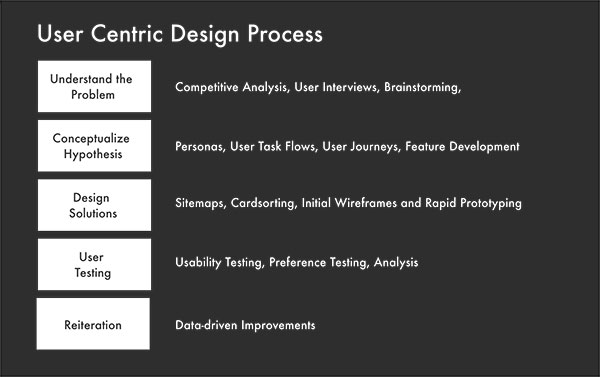 User Centric Design Process
Understand the
Problem
Competitive Analysis, User Interviews, Brainstorming,
Conceptualize
Hypothesis
Personas, User Task Flows, User Journeys, Feature Development
Design
Solutions
Sitemaps, Cardsorting, Initial Wireframes and Rapid Prototyping
User
Testing
Usability Testing, Preference Testing, Analysis
Reiteration
Data-driven Improvements